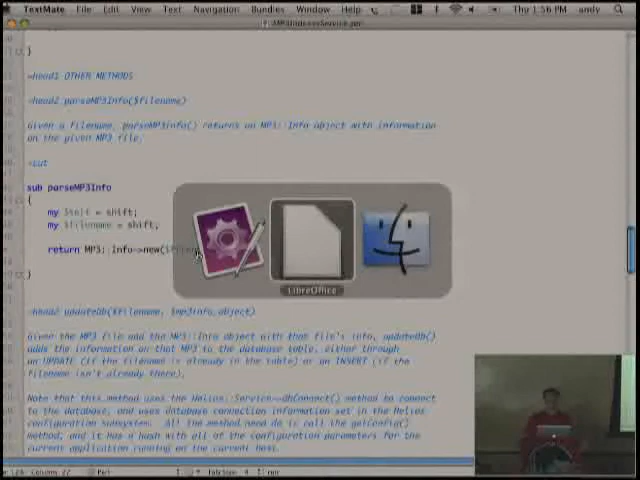 TextMate File Edit View Text Navigation Bundles Window Help Thu 1:56 PM andy
MP3IndexerService.pm
}
=head1 OTHER METHODS
=head2 parseMP3Info($filename)
Given a filename, parseMP3Info() returns an MP3::Info object with information
on the given MP3 file.
=cut
sub parseMP3Info
{
my $self = shift;
my $filename = shift;
return MP3::Info->new(
}
LibreOffice
=head2 updateDb($filename, $mp3info_object)
Given the MP3 file and the MP3::Info object with that file's info, updateDb()
adds the information on that MP3 to the database table, either through
an UPDATE (if the filename is already in the table) or an INSERT (if the
filename isn't already there).
Note that this method uses the Helios::Service->dbConnect() method to connect
to the database, and uses database connection information set in the Helios
configuration subsystem. All the method need do is call the getConfig()
method, and it has a hash with all of the configuration parameters for the
current application running on the current host.
Perl
Tab Size: 4